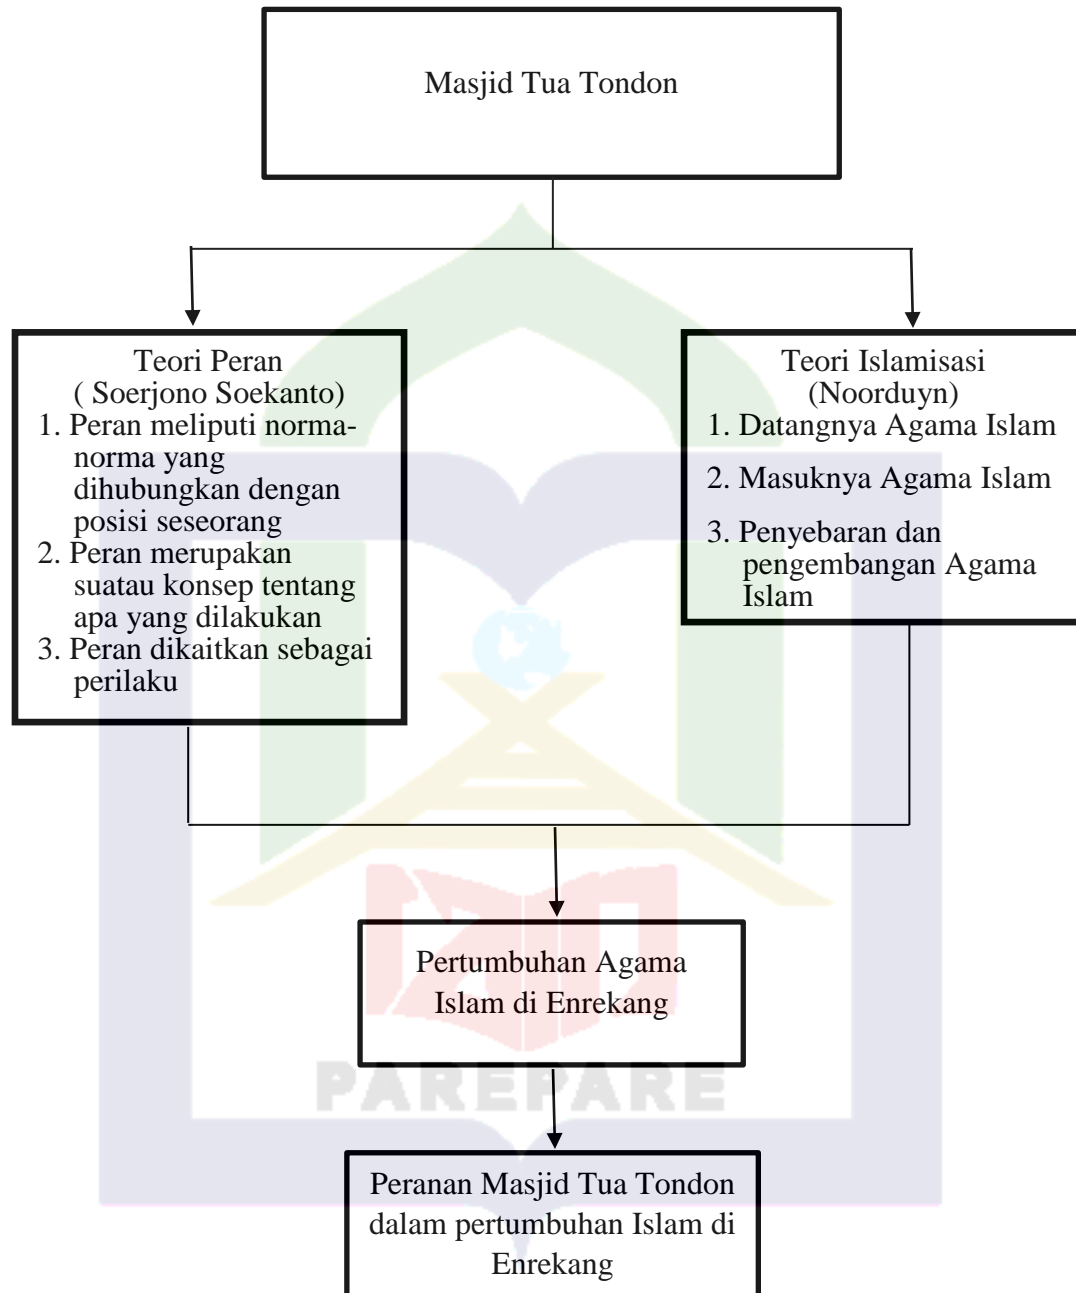 Masjid Tua Tondon
Teori Peran
( Soerjono Soekanto)
1. Peran meliputi norma-
norma yang
dihubungkan dengan
posisi seseorang
2. Peran merupakan
suatau konsep tentang
apa yang dilakukan
3. Peran dikaitkan sebagai
perilaku
Teori Islamisasi
(Noorduyn)
1. Datangnya Agama Islam
2. Masuknya Agama Islam
3. Penyebaran dan
pengembangan Agama
Islam
Pertumbuhan Agama
Islam di Enrekang
PAREPARE
Peranan Masjid Tua Tondon
dalam pertumbuhan Islam di
Enrekang